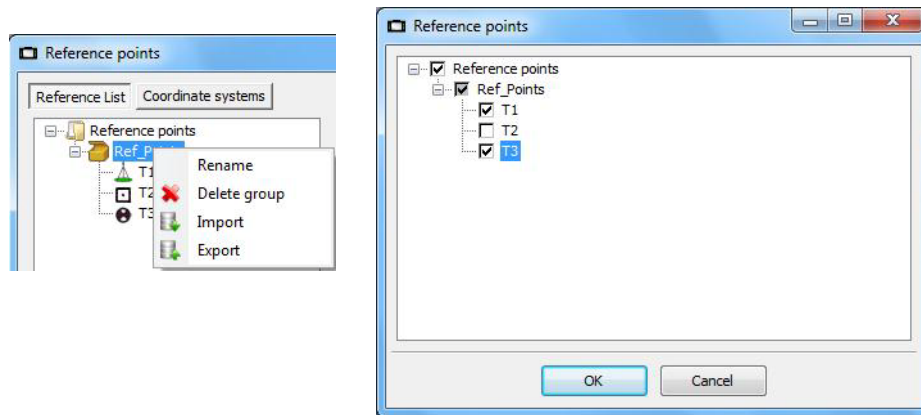 Reference points
Reference List Coordinate systems
Reference points
Ref_P
T1
T2
T3
Rename
Delete group
Import
Export
Reference points
Reference points
Ref_Points
T1
T2
T3
OK Cancel